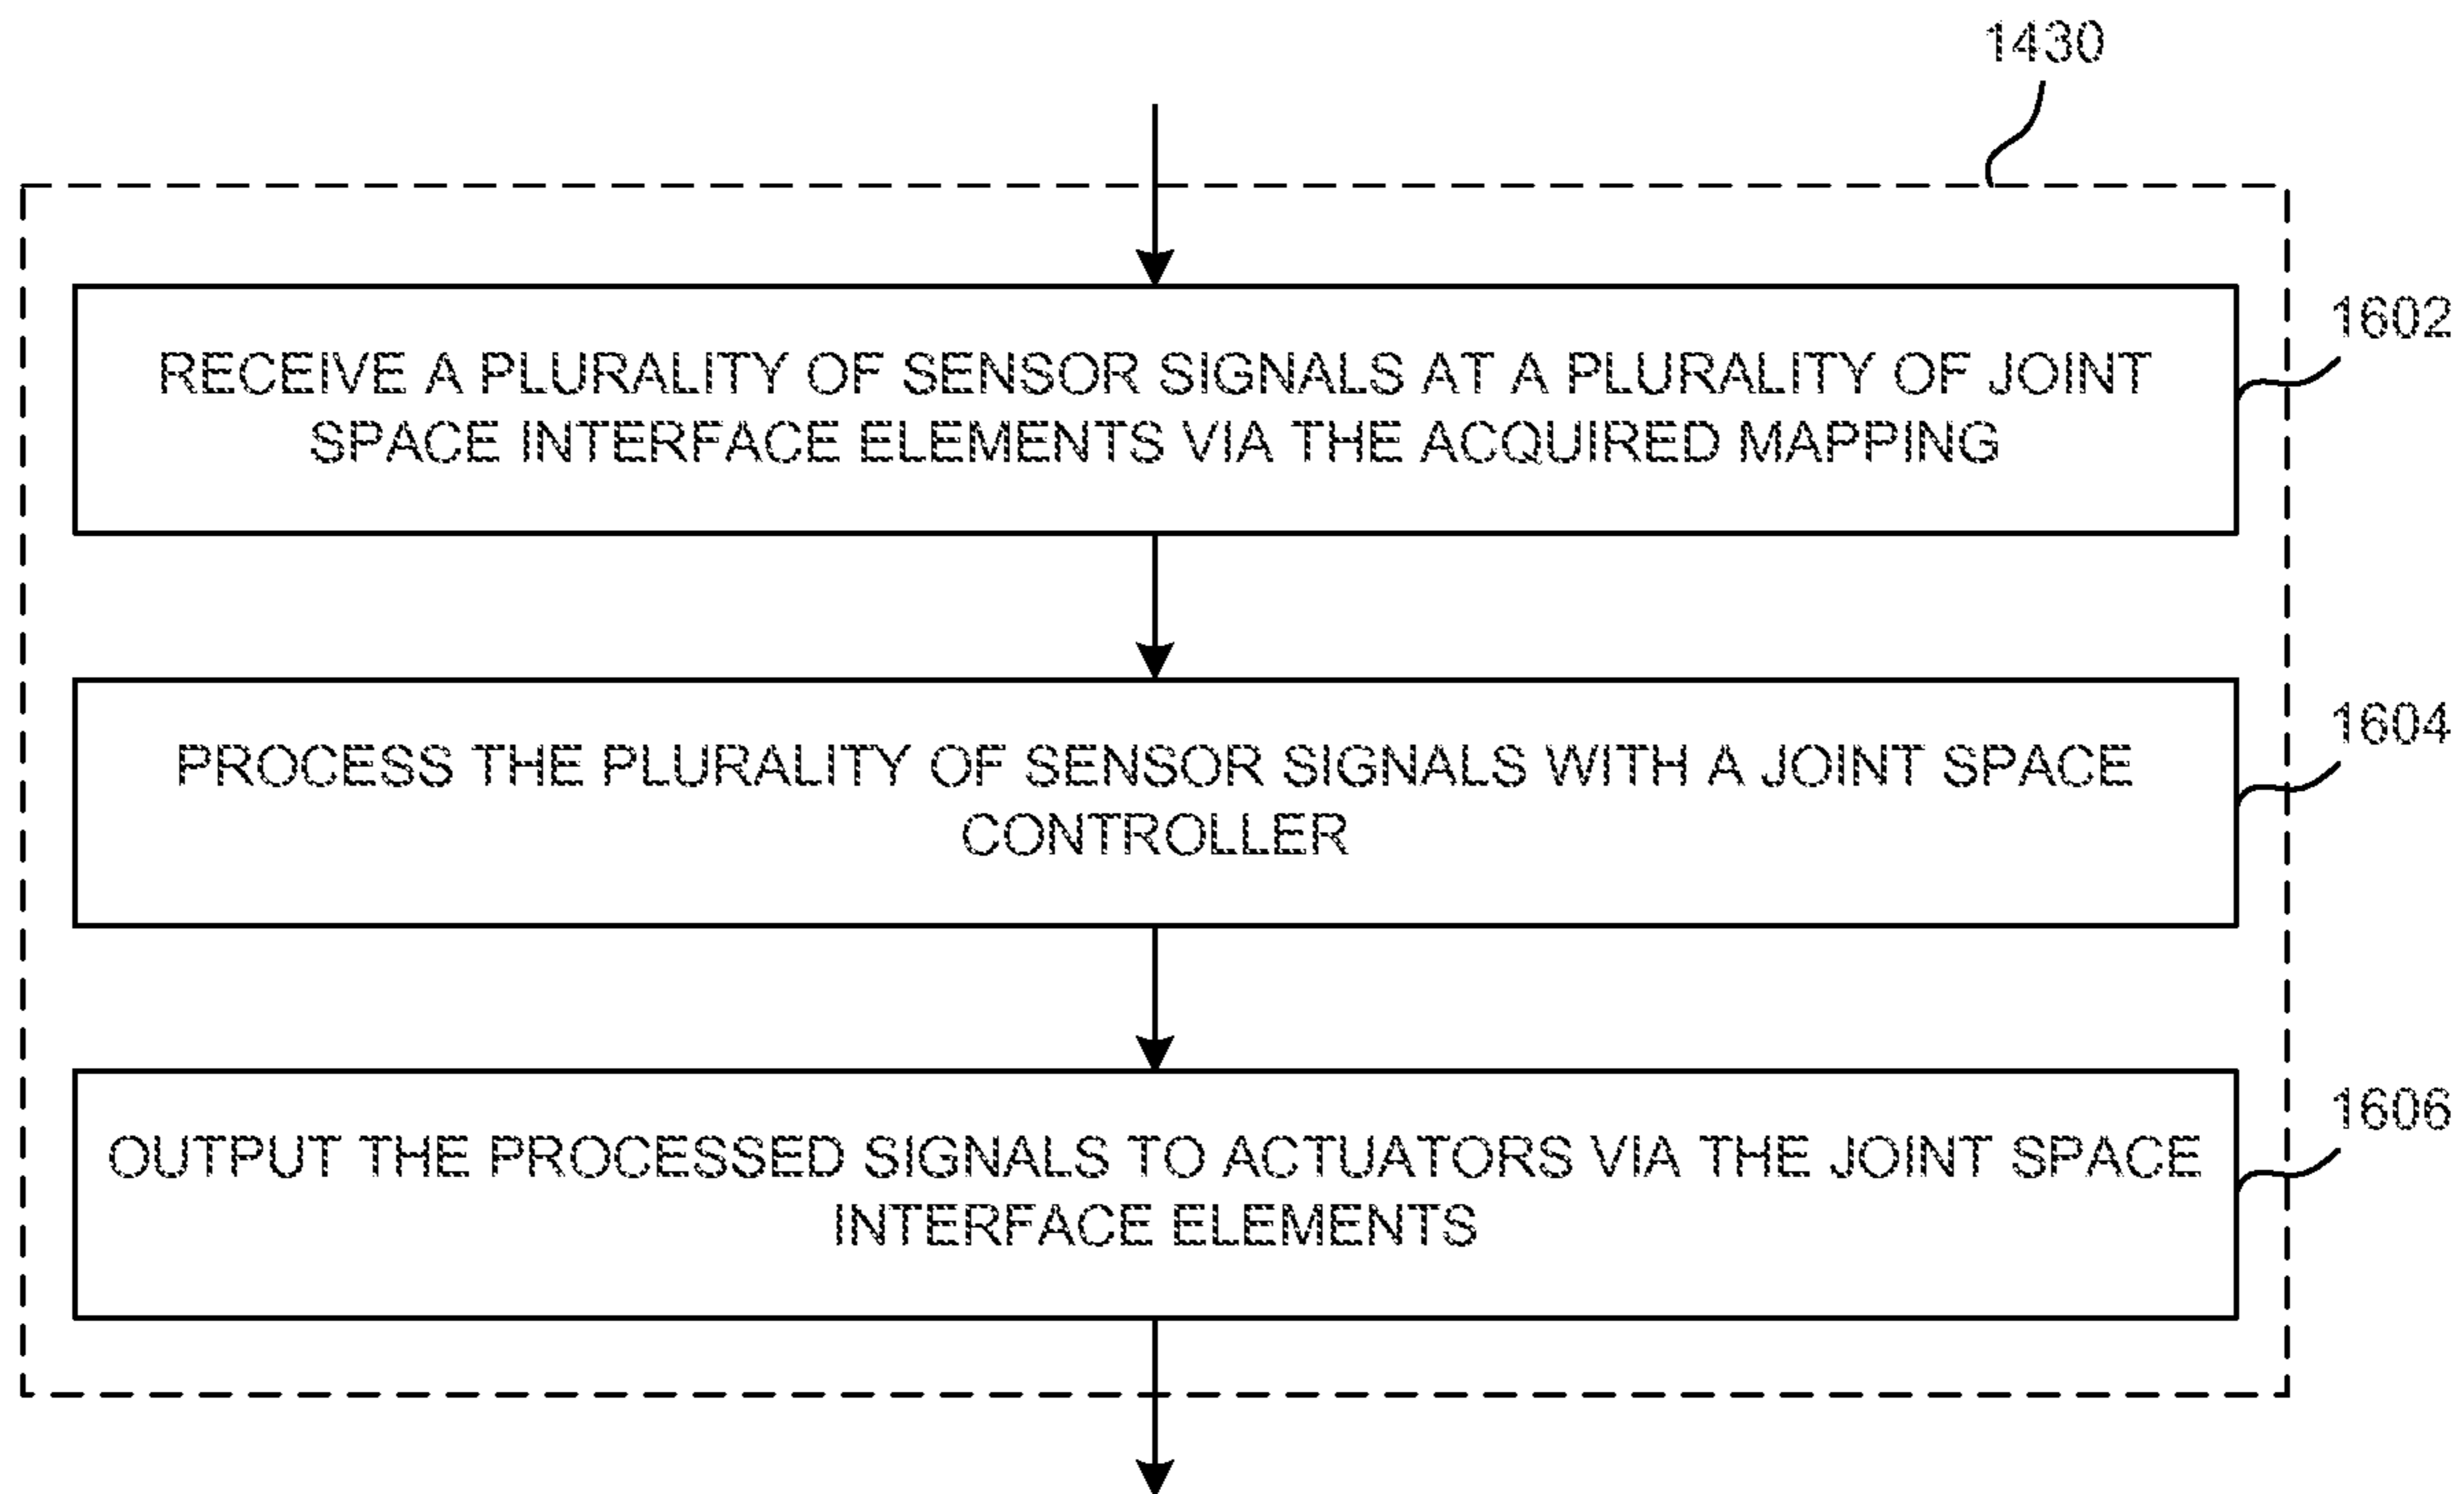 1430
RECEIVE A PLURALITY OF SENSOR SIGNALS AT A PLURALITY OF JOINT
SPACE INTERFACE ELEMENTS VIA THE ACQUIRED MAPPING
1602
PROCESS THE PLURALITY OF SENSOR SIGNALS WITH A JOINT SPACE
CONTROLLER
1604
OUTPUT THE PROCESSED SIGNALS TO ACTUATORS VIA THE JOINT SPACE
INTERFACE ELEMENTS
1606